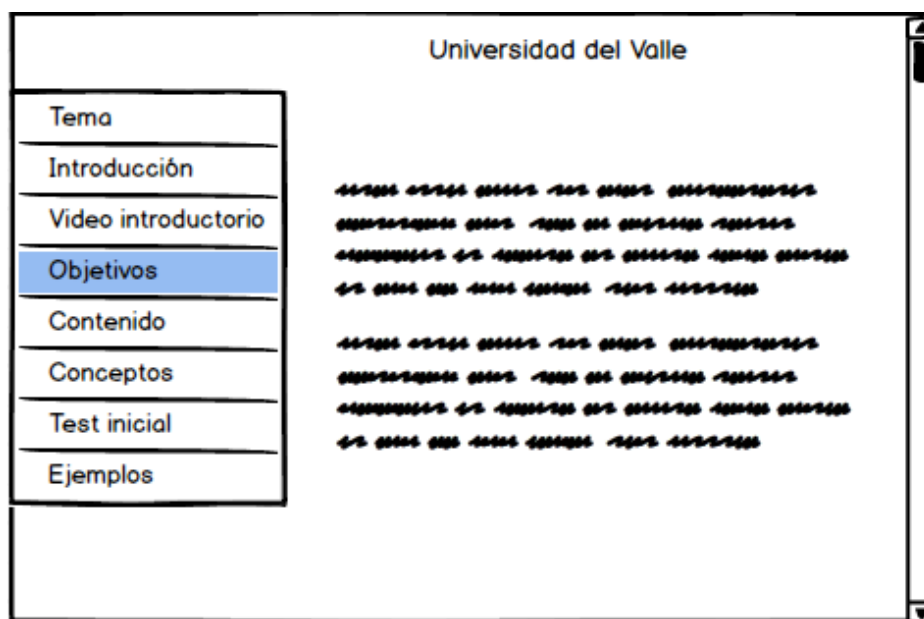 Universidad del Valle
Tema
Introducción
Video introductorio
Objetivos
Contenido
Conceptos
Test inicial
Ejemplos